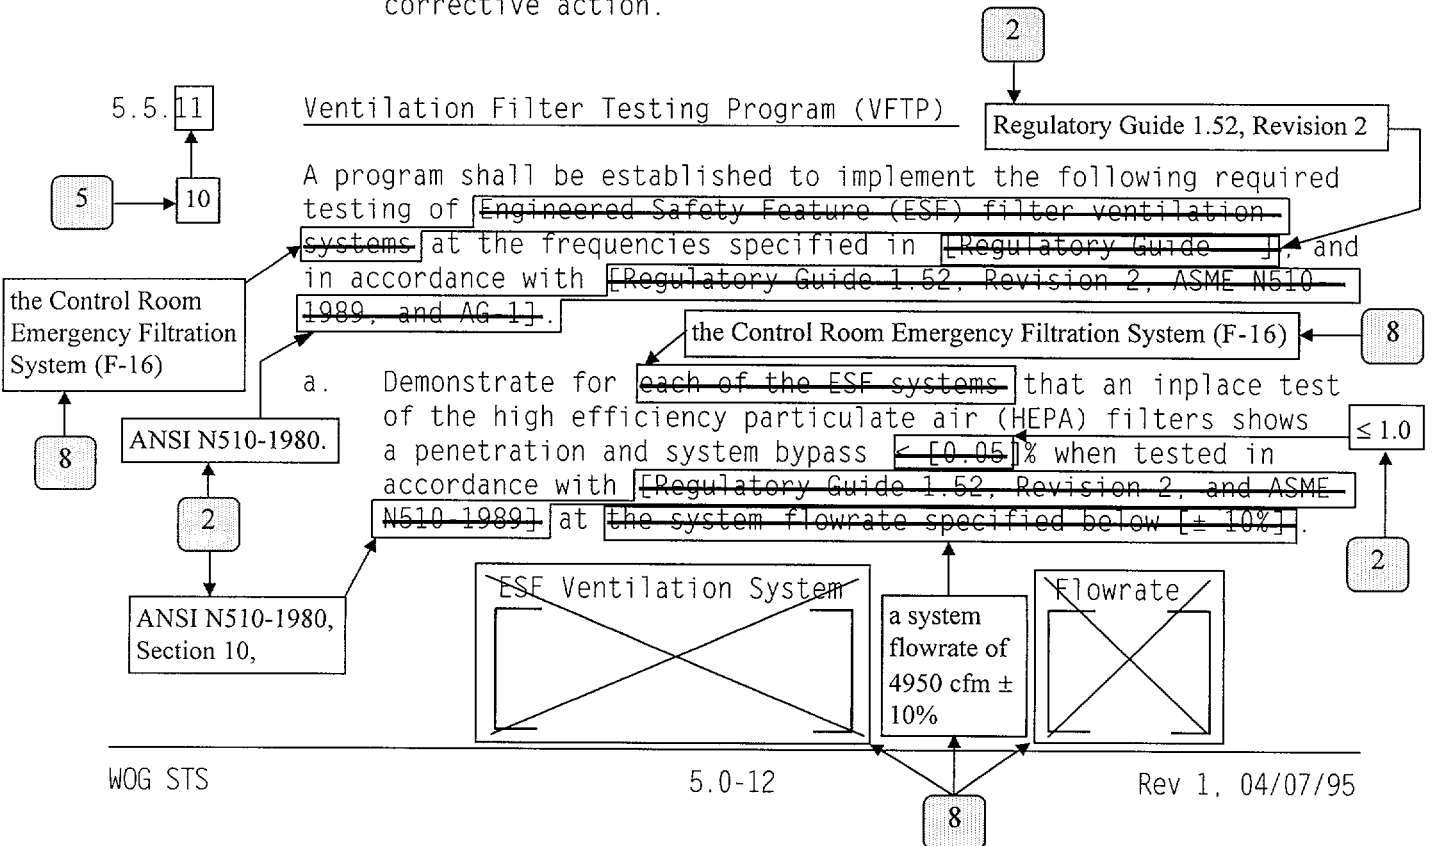 corrective action.
2
5.5.11
Ventilation Filter Testing Program (VFTP)
Regulatory Guide 1.52, Revision 2
5
10
A program shall be established to implement the following required
testing of Engineered Safety Feature (ESF) filter ventilation
systems at the frequencies specified in [Regulatory Guide ], and
in accordance with [Regulatory Guide 1.52, Revision 2, ASME N510-
1989, and AG-1].
the Control Room
Emergency Filtration
System (F-16)
8
the Control Room Emergency Filtration System (F-16)
8
a. Demonstrate for each of the ESF systems that an inplace test
of the high efficiency particulate air (HEPA) filters shows
a penetration and system bypass < [0.05]% when tested in
accordance with [Regulatory Guide 1.52, Revision 2, and ASME
N510-1989] at the system flowrate specified below [± 10%].
≤ 1.0
2
ANSI N510-1980.
2
ANSI N510-1980,
Section 10,
ESF Ventilation System
Flowrate
a system
flowrate of
4950 cfm ±
10%
8
WOG STS
5.0-12
Rev 1, 04/07/95